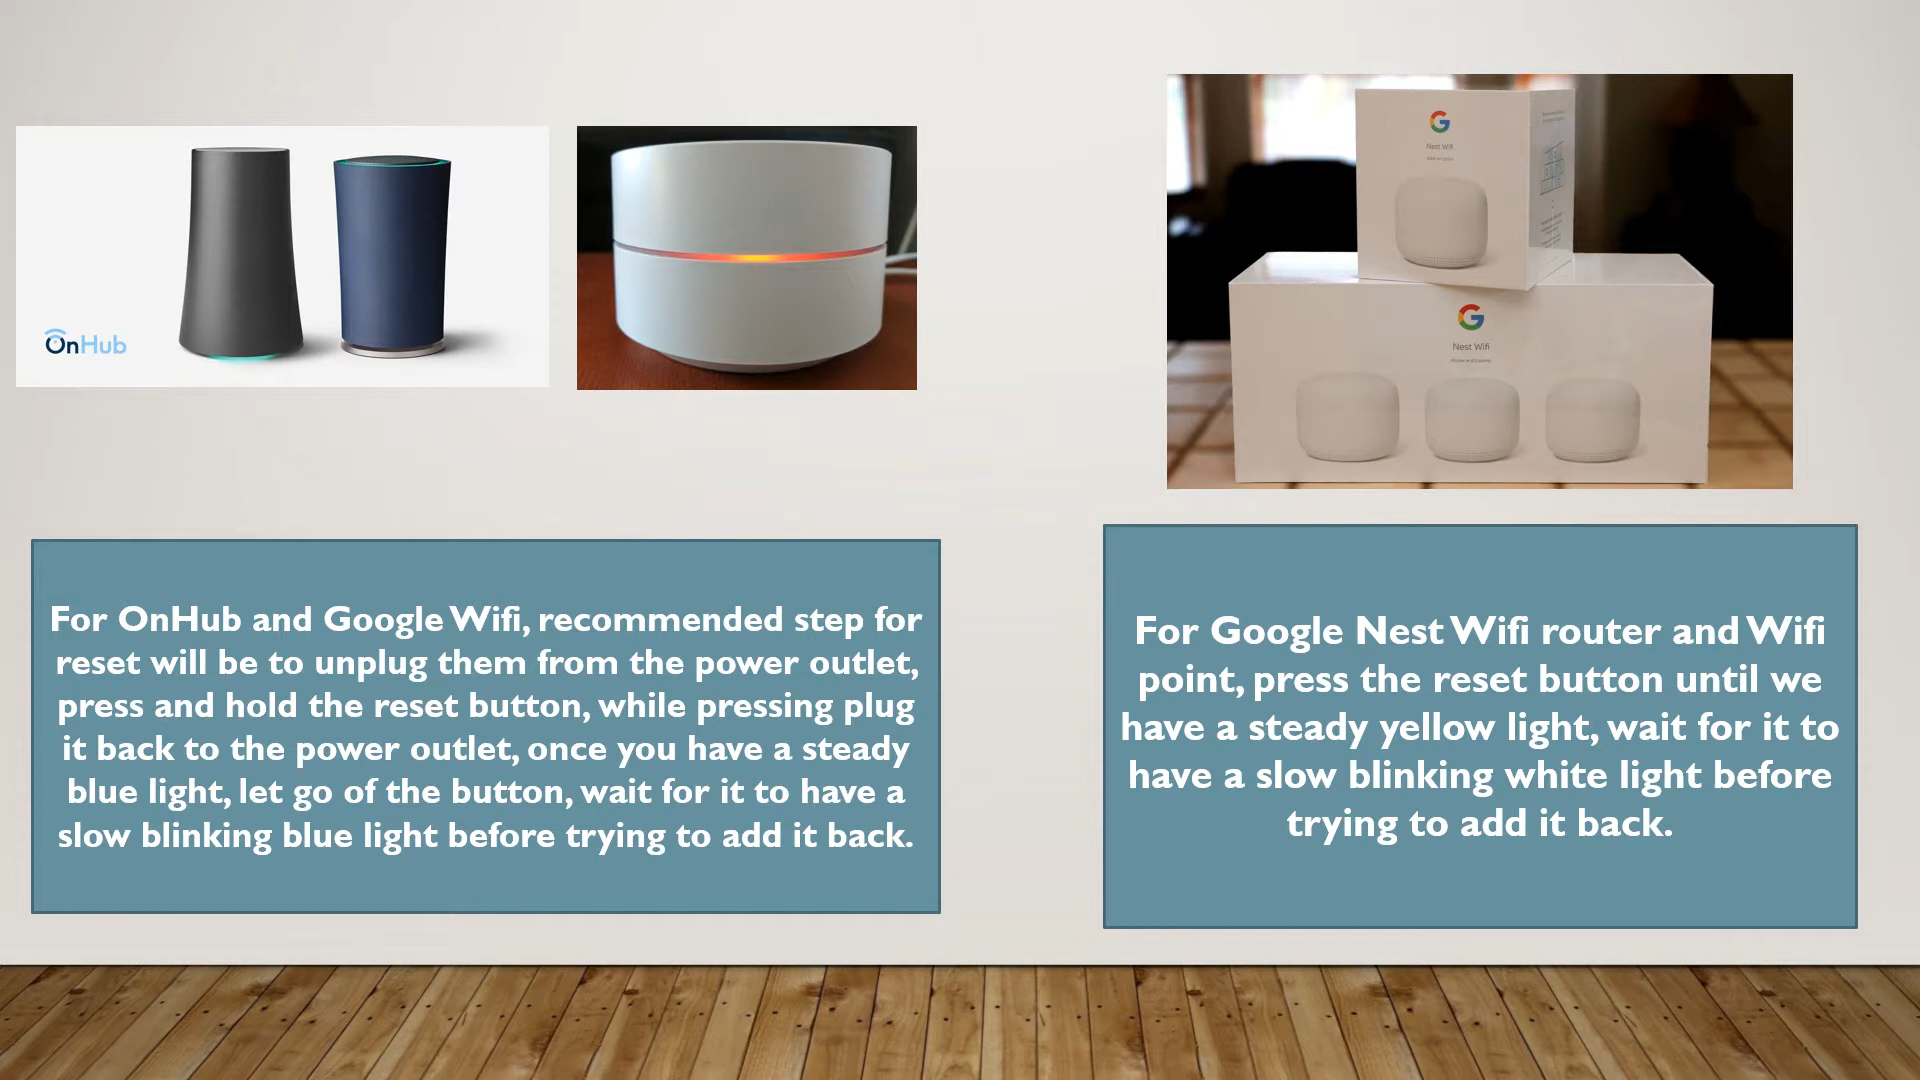 OnHub
G
Nest Wifi
G
Nest Wifi
For OnHub and Google Wifi, recommended step for
reset will be to unplug them from the power outlet,
press and hold the reset button, while pressing plug
it back to the power outlet, once you have a steady
blue light, let go of the button, wait for it to have a
slow blinking blue light before trying to add it back.
For Google Nest Wifi router and Wifi
point, press the reset button until we
have a steady yellow light, wait for it to
have a slow blinking white light before
trying to add it back.